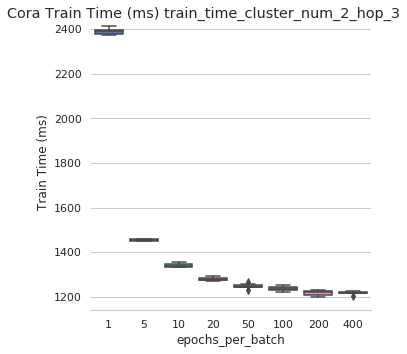 Cora Train Time (ms) train_time_cluster_num_2_hop_3
2400
2200
2000
1800
1600
1400
1200
Train Time (ms)
1 5 10 20 50 100 200 400
epochs_per_batch